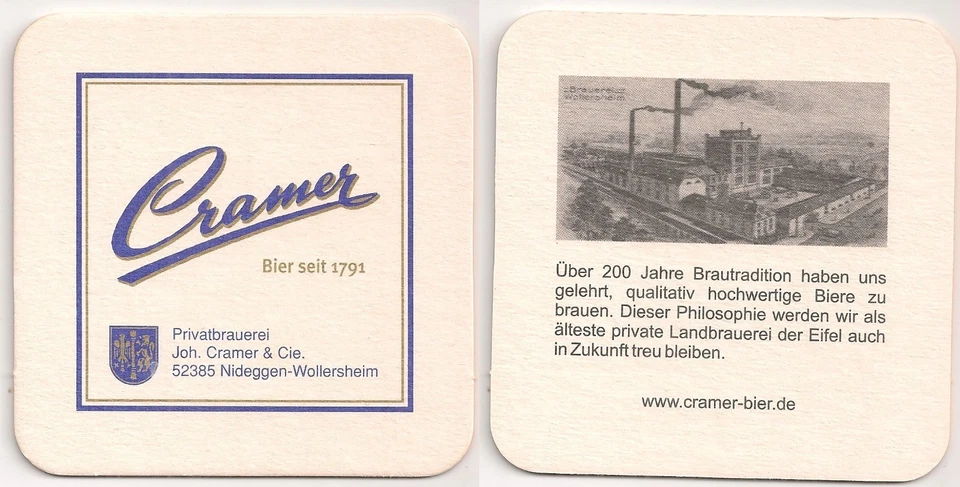 Cramer
Bier seit 1791
Privatbrauerei
Joh. Cramer & Cie.
52385 Nideggen-Wollersheim
Brauerei
Wollersheim
Über 200 Jahre Brautradition haben uns
gelehrt, qualitativ hochwertige Biere zu
brauen. Dieser Philosophie werden wir als
älteste private Landbrauerei der Eifel auch
in Zukunft treu bleiben.
www.cramer-bier.de